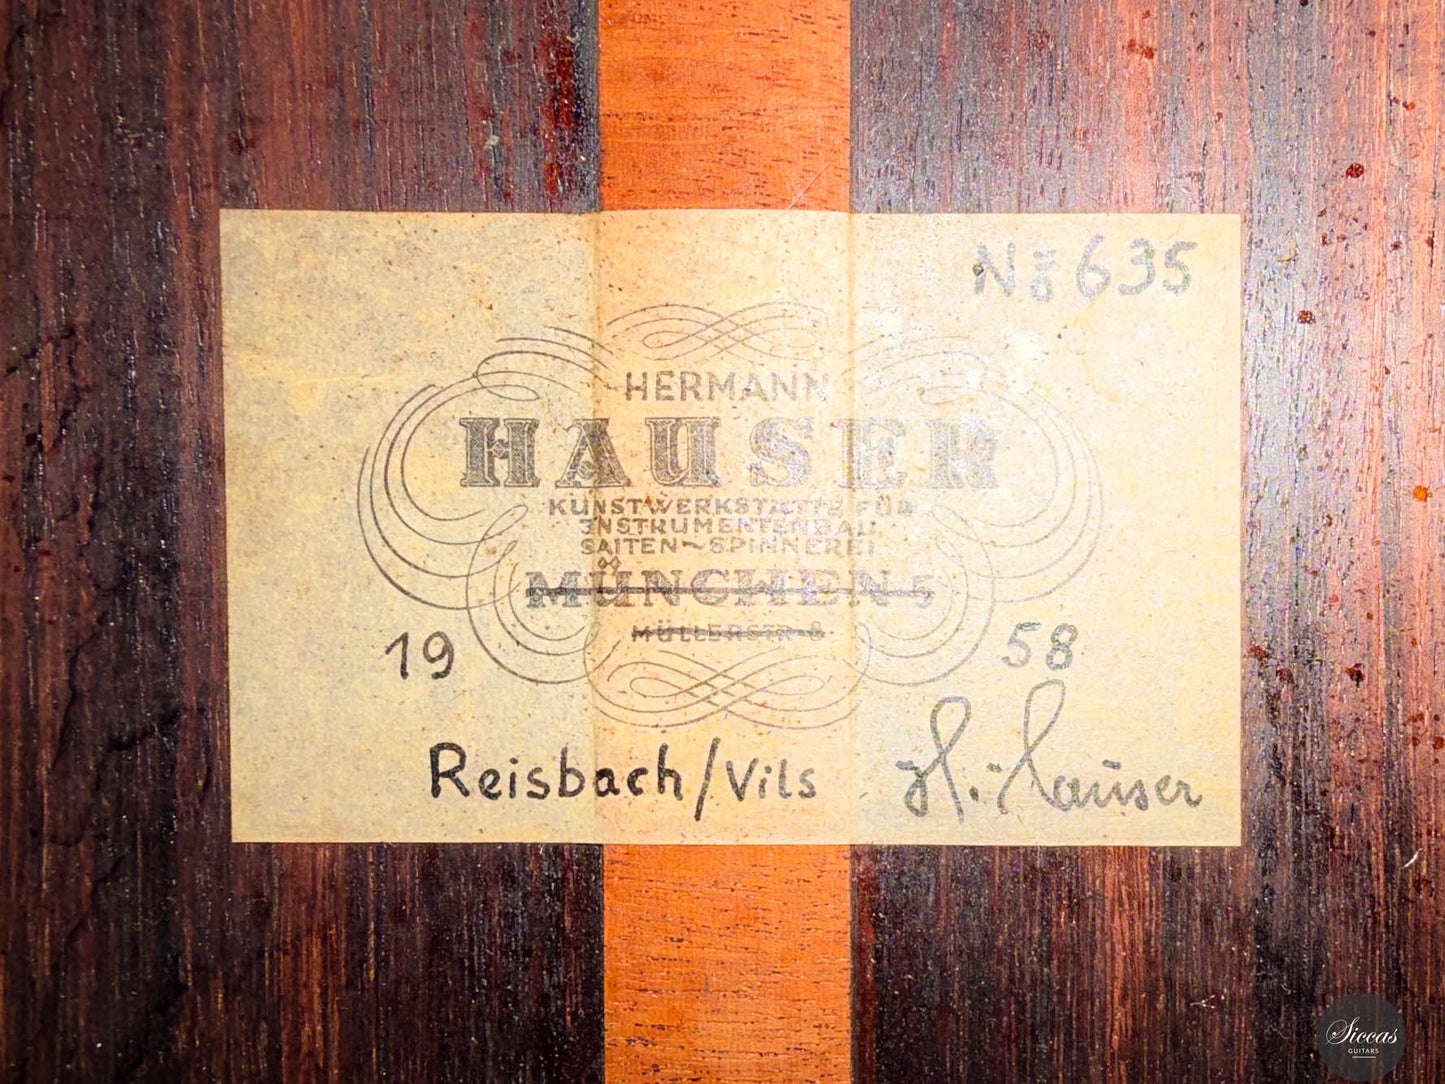 Nº 635
HERMANN
HAUSER
KUNSTWERKSTÄTTE FÜR
INSTRUMENTENBAU
SAITEN~SPINNEREI
MÜNCHEN 5
MÜLLERSTR 8
19 58
Reisbach/Vils H. Hauser
Siccas
GUITARS